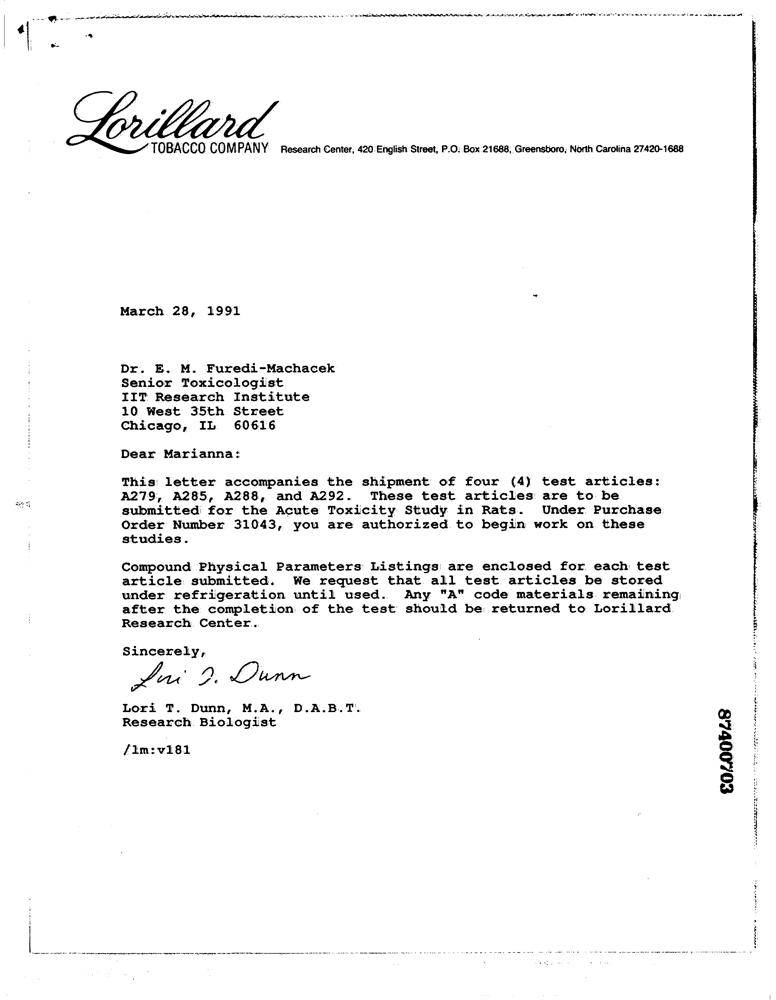 Lorillard
TOBACCO COMPANY Research Center, 420 English Street, P.O. Box 21688, Greensboro, North Carolina 27420-1688
March 28, 1991
Dr. E. M. Furedi-Machacek
Senior Toxicologist
IIT Research Institute
10 West 35th Street
Chicago, IL 60616
Dear Marianna:
This letter accompanies the shipment of four (4) test articles:
A279, A285, A288, and A292. These test articles are to be
submitted for the Acute Toxicity Study in Rats. Under Purchase
Order Number 31043, you are authorized to begin work on these
studies.
Compound Physical Parameters Listings are enclosed for each test
article submitted. We request that all test articles be stored
under refrigeration until used. Any "A" code materials remaining
after the completion of the test should be returned to Lorillard
Research Center.
Sincerely,
Lori T. Dunn
Lori T. Dunn, M.A., D.A.B.T.
Research Biologist
/lm:v181
87400703